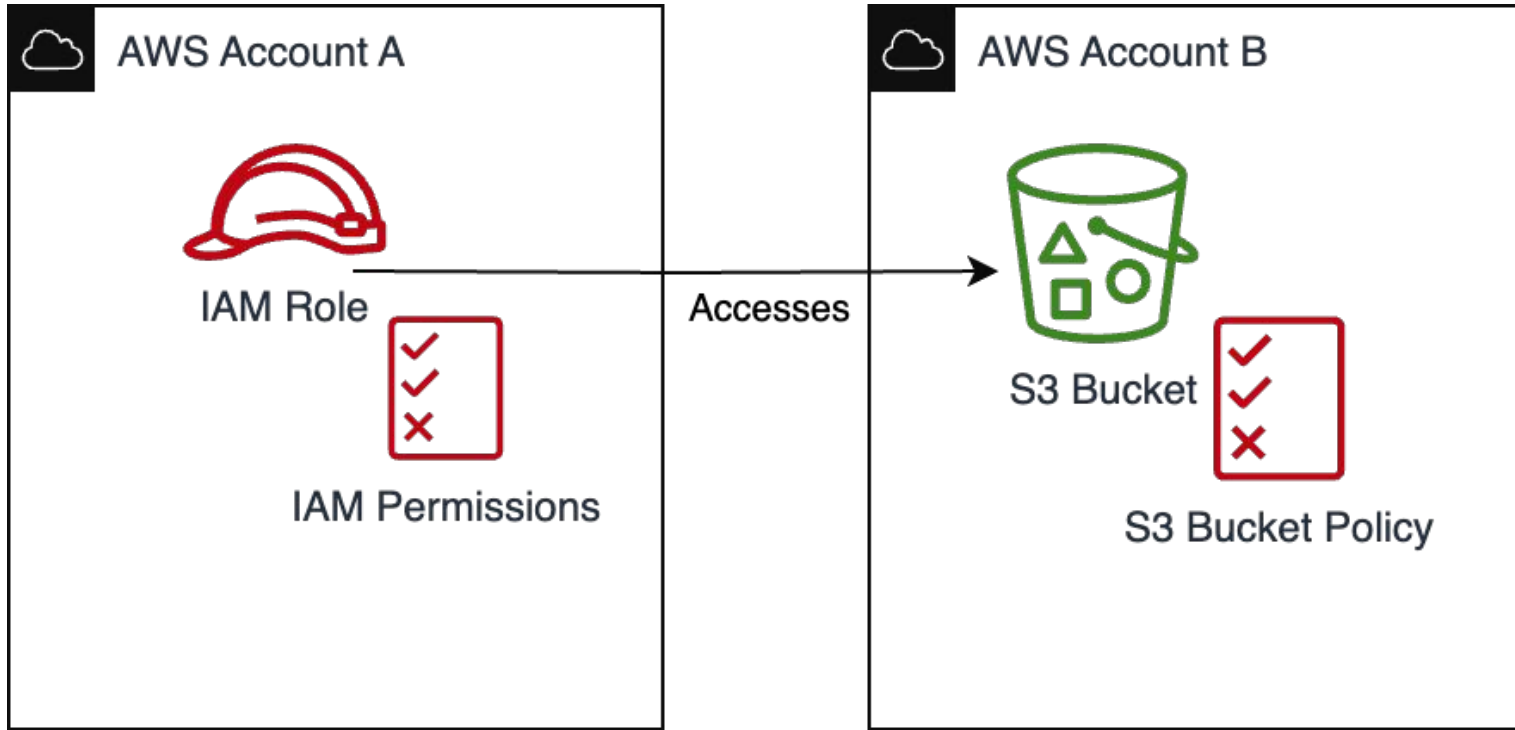 AWS Account A
AWS Account B
IAM Role
Accesses
IAM Permissions
S3 Bucket
S3 Bucket Policy